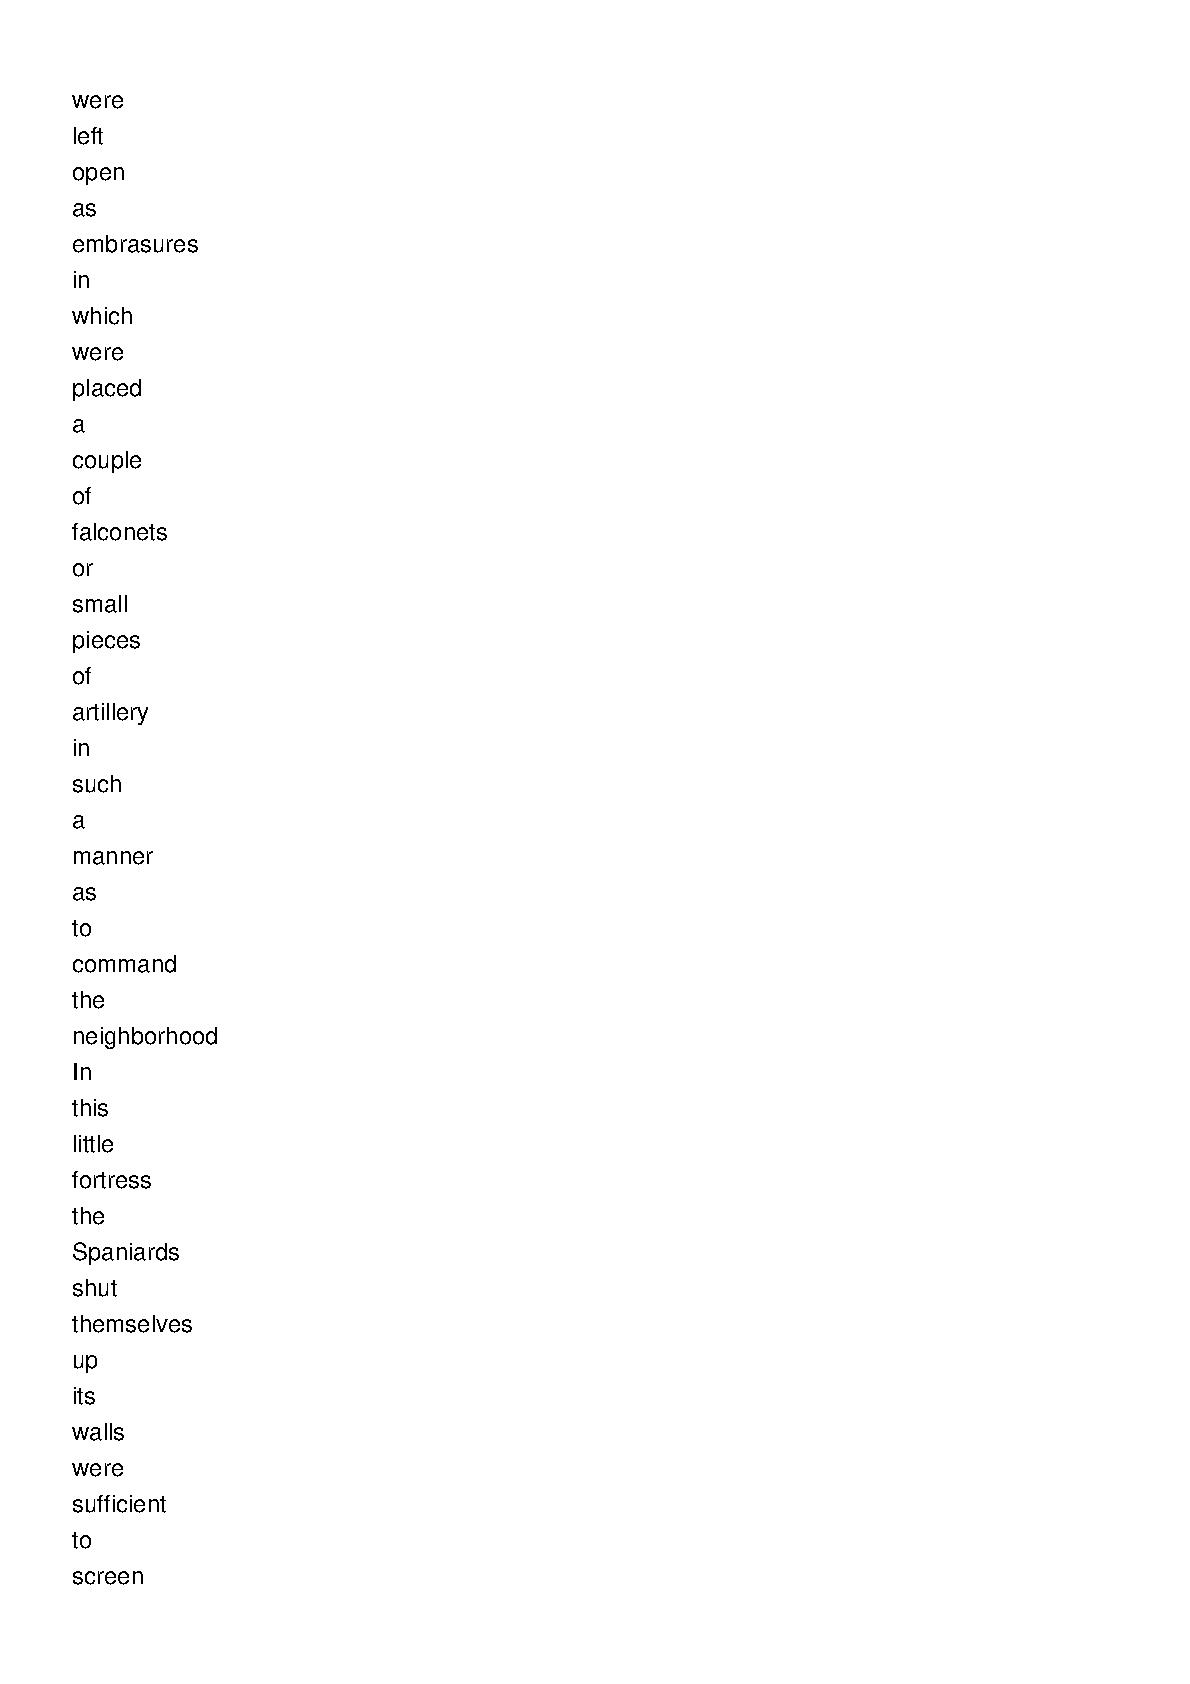 were
left
open
as
embrasures
in
which
were
placed
a
couple
of
falconets
or
small
pieces
of
artillery
in
such
a
manner
as
to
command
the
neighborhood
In
this
little
fortress
the
Spaniards
shut
themselves
up
its
walls
were
sufficient
to
screen